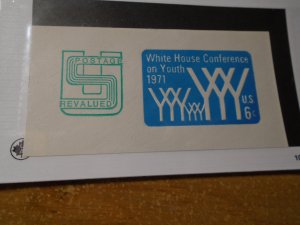 POSTAGE
REVALUED
White House Conference
on Youth
1971
U.S.
6c